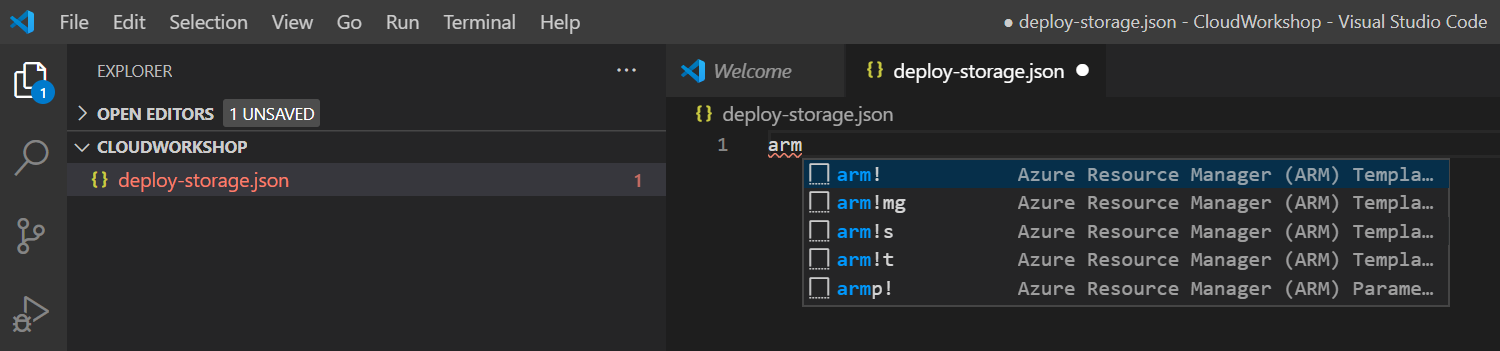 File Edit Selection View Go Run Terminal Help ● deploy-storage.json - CloudWorkshop - Visual Studio Code
1
EXPLORER ...
OPEN EDITORS 1 UNSAVED
CLOUDWORKSHOP
{} deploy-storage.json 1
Welcome {} deploy-storage.json ●
{} deploy-storage.json
1 arm
arm! Azure Resource Manager (ARM) Templa…
arm!mg Azure Resource Manager (ARM) Templa…
arm!s Azure Resource Manager (ARM) Templa…
arm!t Azure Resource Manager (ARM) Templa…
armp! Azure Resource Manager (ARM) Parame…